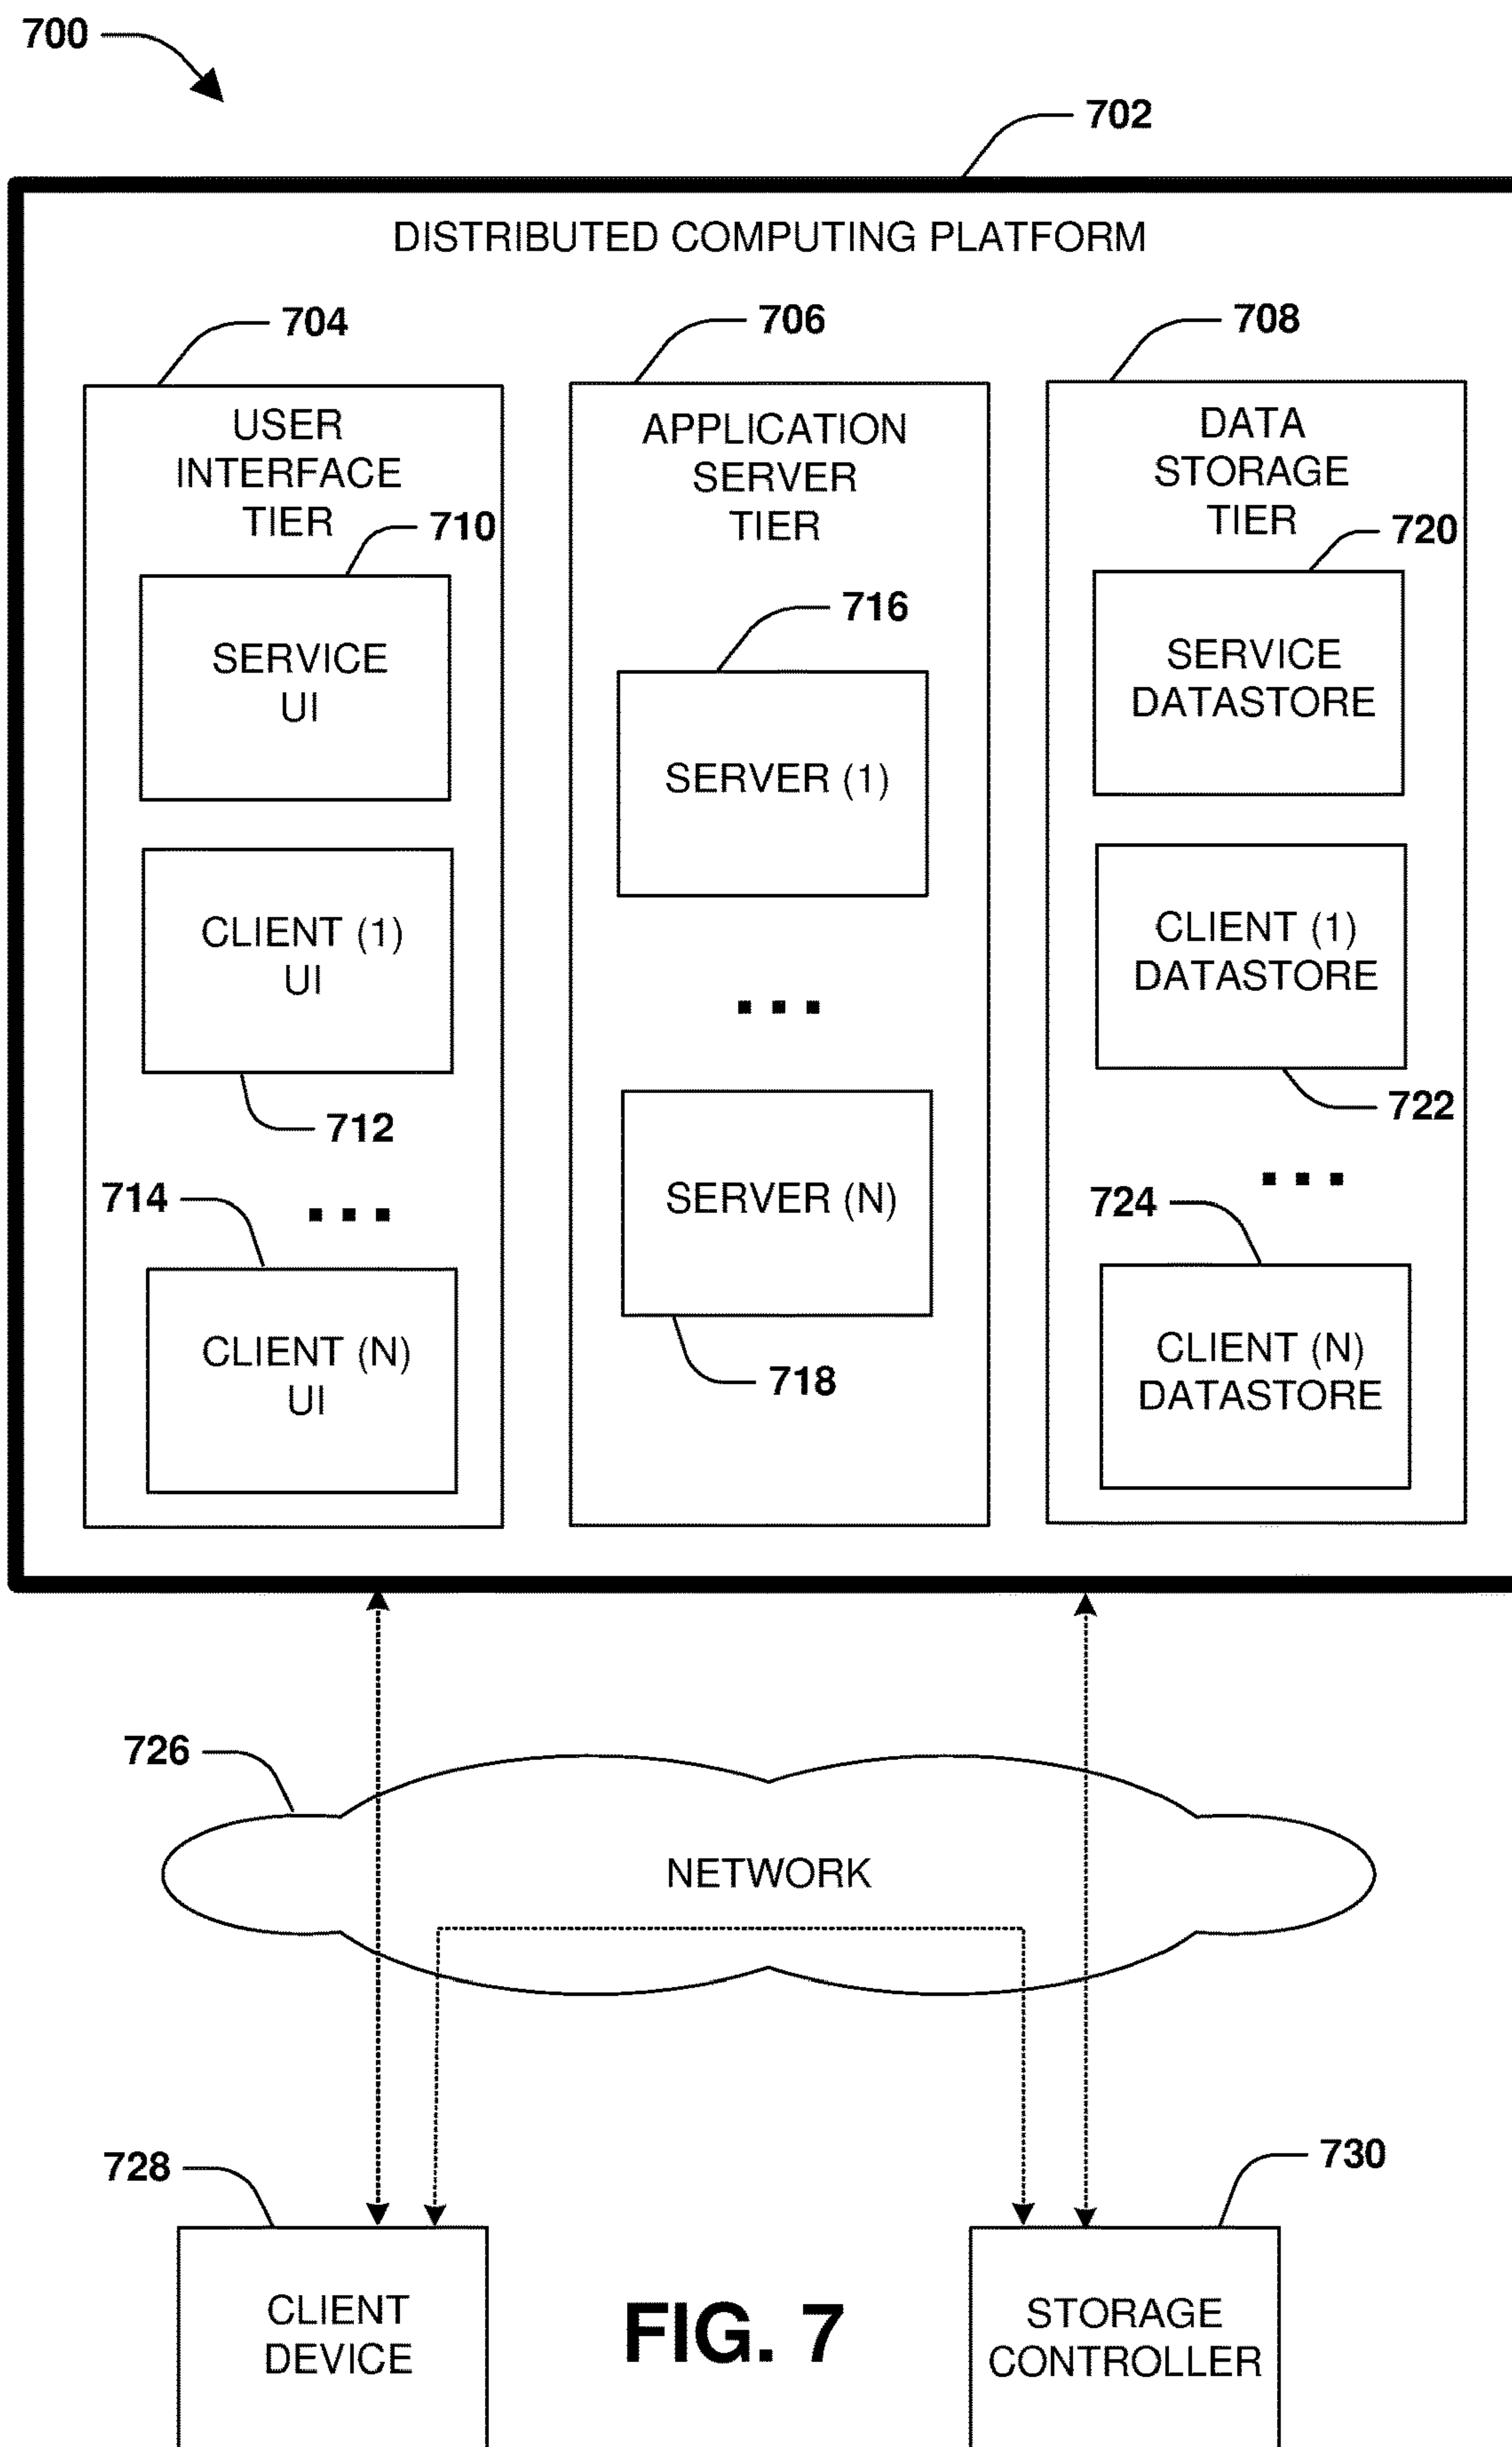 700
702
DISTRIBUTED COMPUTING PLATFORM
704
USER
INTERFACE
TIER
710
SERVICE
UI
CLIENT (1)
UI
712
714
...
CLIENT (N)
UI
706
APPLICATION
SERVER
TIER
716
SERVER (1)
...
SERVER (N)
718
708
DATA
STORAGE
TIER
720
SERVICE
DATASTORE
CLIENT (1)
DATASTORE
722
...
724
CLIENT (N)
DATASTORE
726
NETWORK
728
CLIENT
DEVICE
FIG. 7
730
STORAGE
CONTROLLER